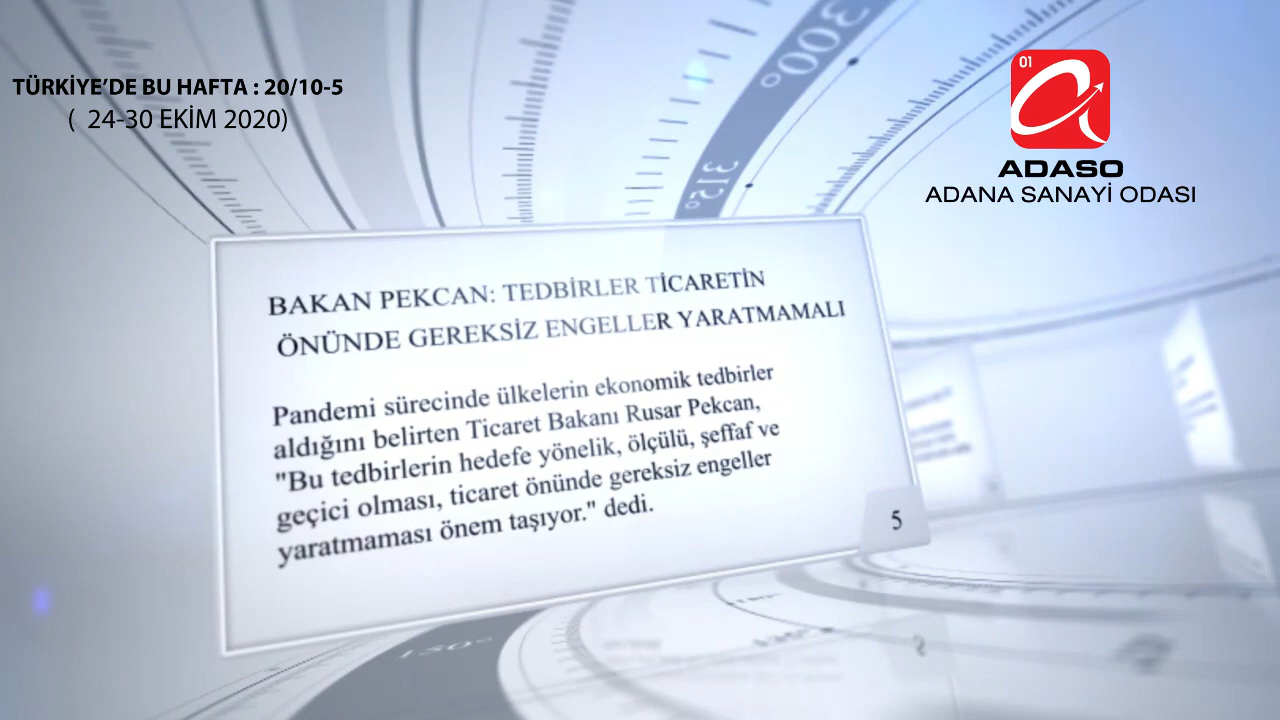 TÜRKİYE'DE BU HAFTA : 20/10-5
( 24-30 EKİM 2020)
01
ADASO
ADANA SANAYİ ODASI
300°
315°
BAKAN PEKCAN: TEDBİRLER TİCARETİN
ÖNÜNDE GEREKSİZ ENGELLER YARATMAMALI
Pandemi sürecinde ülkelerin ekonomik tedbirler
aldığını belirten Ticaret Bakanı Rusar Pekcan,
"Bu tedbirlerin hedefe yönelik, ölçülü, şeffaf ve
geçici olması, ticaret önünde gereksiz engeller
yaratmaması önem taşıyor." dedi.
5
150°